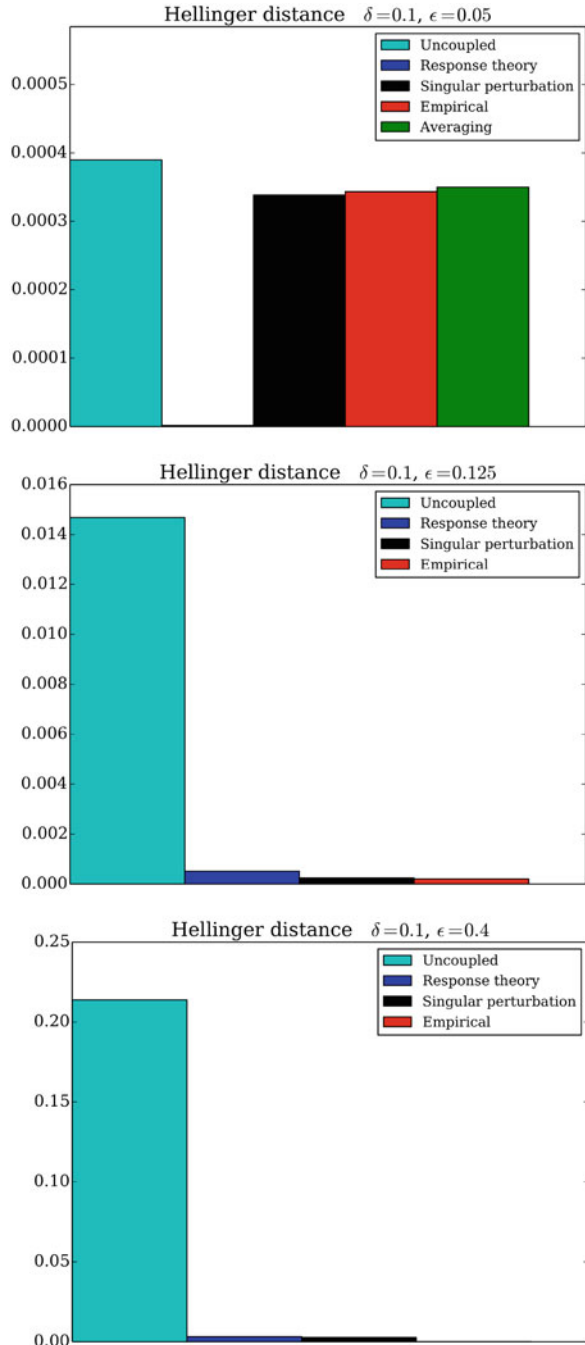 Hellinger distance δ=0.1, ϵ=0.05
0.0005
0.0004
0.0003
0.0002
0.0001
0.0000
Uncoupled
Response theory
Singular perturbation
Empirical
Averaging
Hellinger distance δ=0.1, ϵ=0.125
0.016
0.014
0.012
0.010
0.008
0.006
0.004
0.002
0.000
Uncoupled
Response theory
Singular perturbation
Empirical
Hellinger distance δ=0.1, ϵ=0.4
0.25
0.20
0.15
0.10
0.05
0.00
Uncoupled
Response theory
Singular perturbation
Empirical